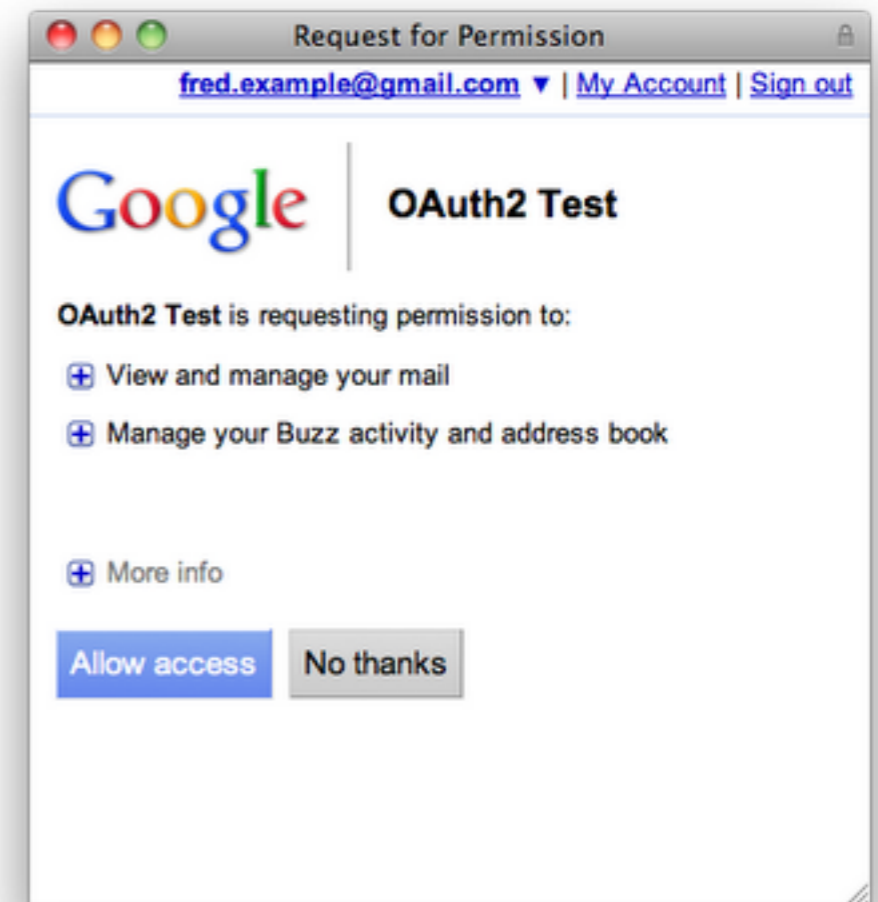 Request for Permission
fred.example@gmail.com ▼ | My Account | Sign out
Google
OAuth2 Test
OAuth2 Test is requesting permission to:
View and manage your mail
Manage your Buzz activity and address book
More info
Allow access
No thanks